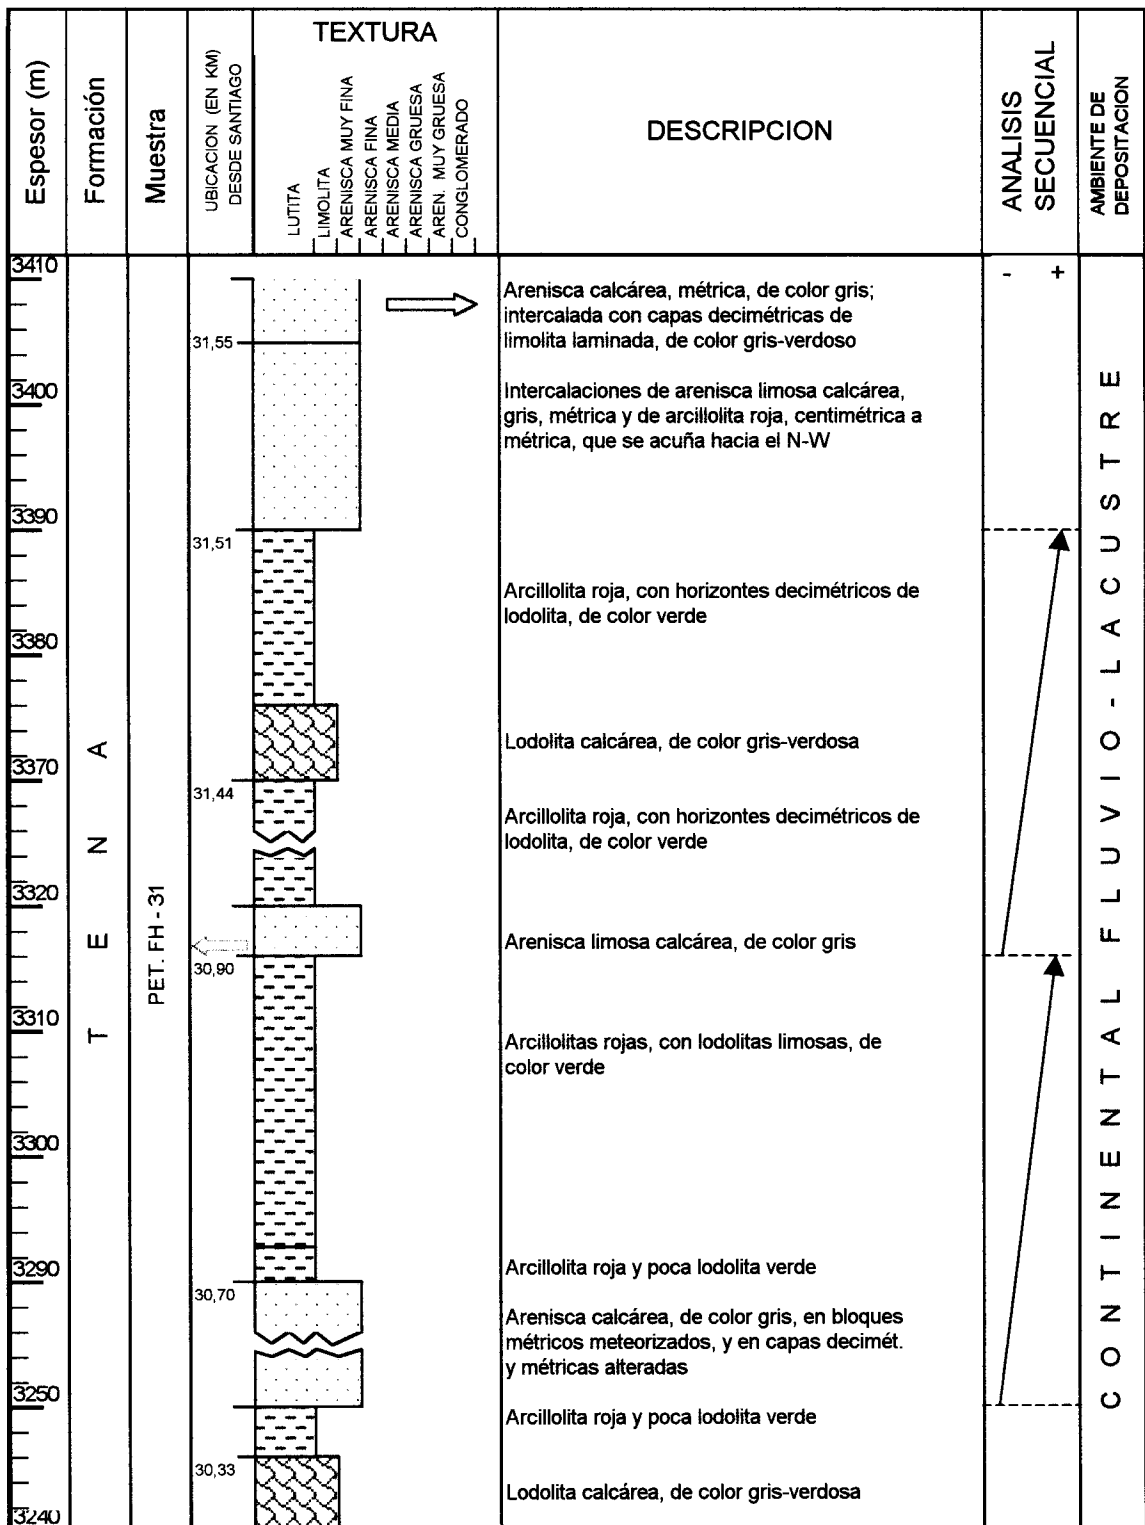 Espesor (m)
Formación
Muestra
UBICACION (EN KM)
DESDE SANTIAGO
TEXTURA
LUTITA
LIMOLITA
ARENISCA MUY FINA
ARENISCA FINA
ARENISCA MEDIA
ARENISCA GRUESA
AREN. MUY GRUESA
CONGLOMERADO
DESCRIPCION
ANALISIS
SECUENCIAL
AMBIENTE DE
DEPOSITACION
3410
- +
Arenisca calcárea, métrica, de color gris;
intercalada con capas decimétricas de
limolita laminada, de color gris-verdoso
31,55
3400
Intercalaciones de arenisca limosa calcárea,
gris, métrica y de arcillolita roja, centimétrica a
métrica, que se acuña hacia el N-W
3390
31,51
Arcillolita roja, con horizontes decimétricos de
lodolita, de color verde
3380
Lodolita calcárea, de color gris-verdosa
3370
31,44
Arcillolita roja, con horizontes decimétricos de
lodolita, de color verde
3320
Arenisca limosa calcárea, de color gris
30,90
3310
Arcillolitas rojas, con lodolitas limosas, de
color verde
3300
3290
Arcillolita roja y poca lodolita verde
30,70
Arenisca calcárea, de color gris, en bloques
métricos meteorizados, y en capas decimét.
y métricas alteradas
3250
Arcillolita roja y poca lodolita verde
30,33
Lodolita calcárea, de color gris-verdosa
3240
TENA
PET. FH - 31
CONTINENTAL FLUVIO-LACUSTRE